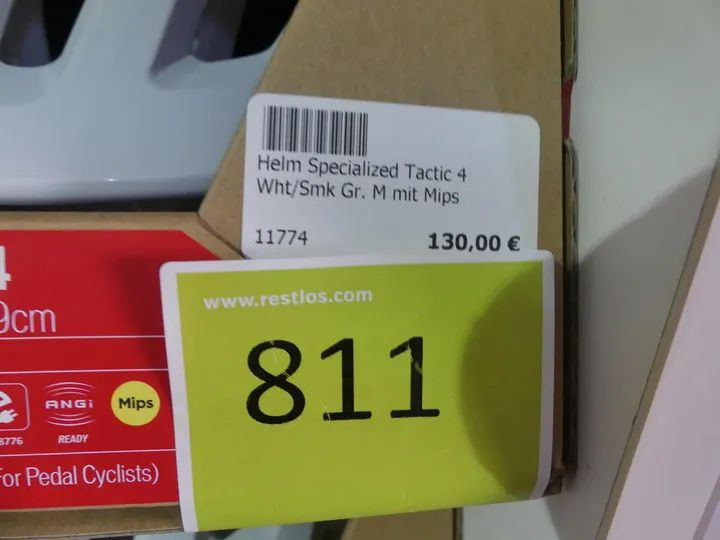 Helm Specialized Tactic 4
Wht/Smk Gr. M mit Mips
11774
130,00 €
www.restlos.com
811
4
9cm
ANGi
READY
Mips
8776
For Pedal Cyclists)